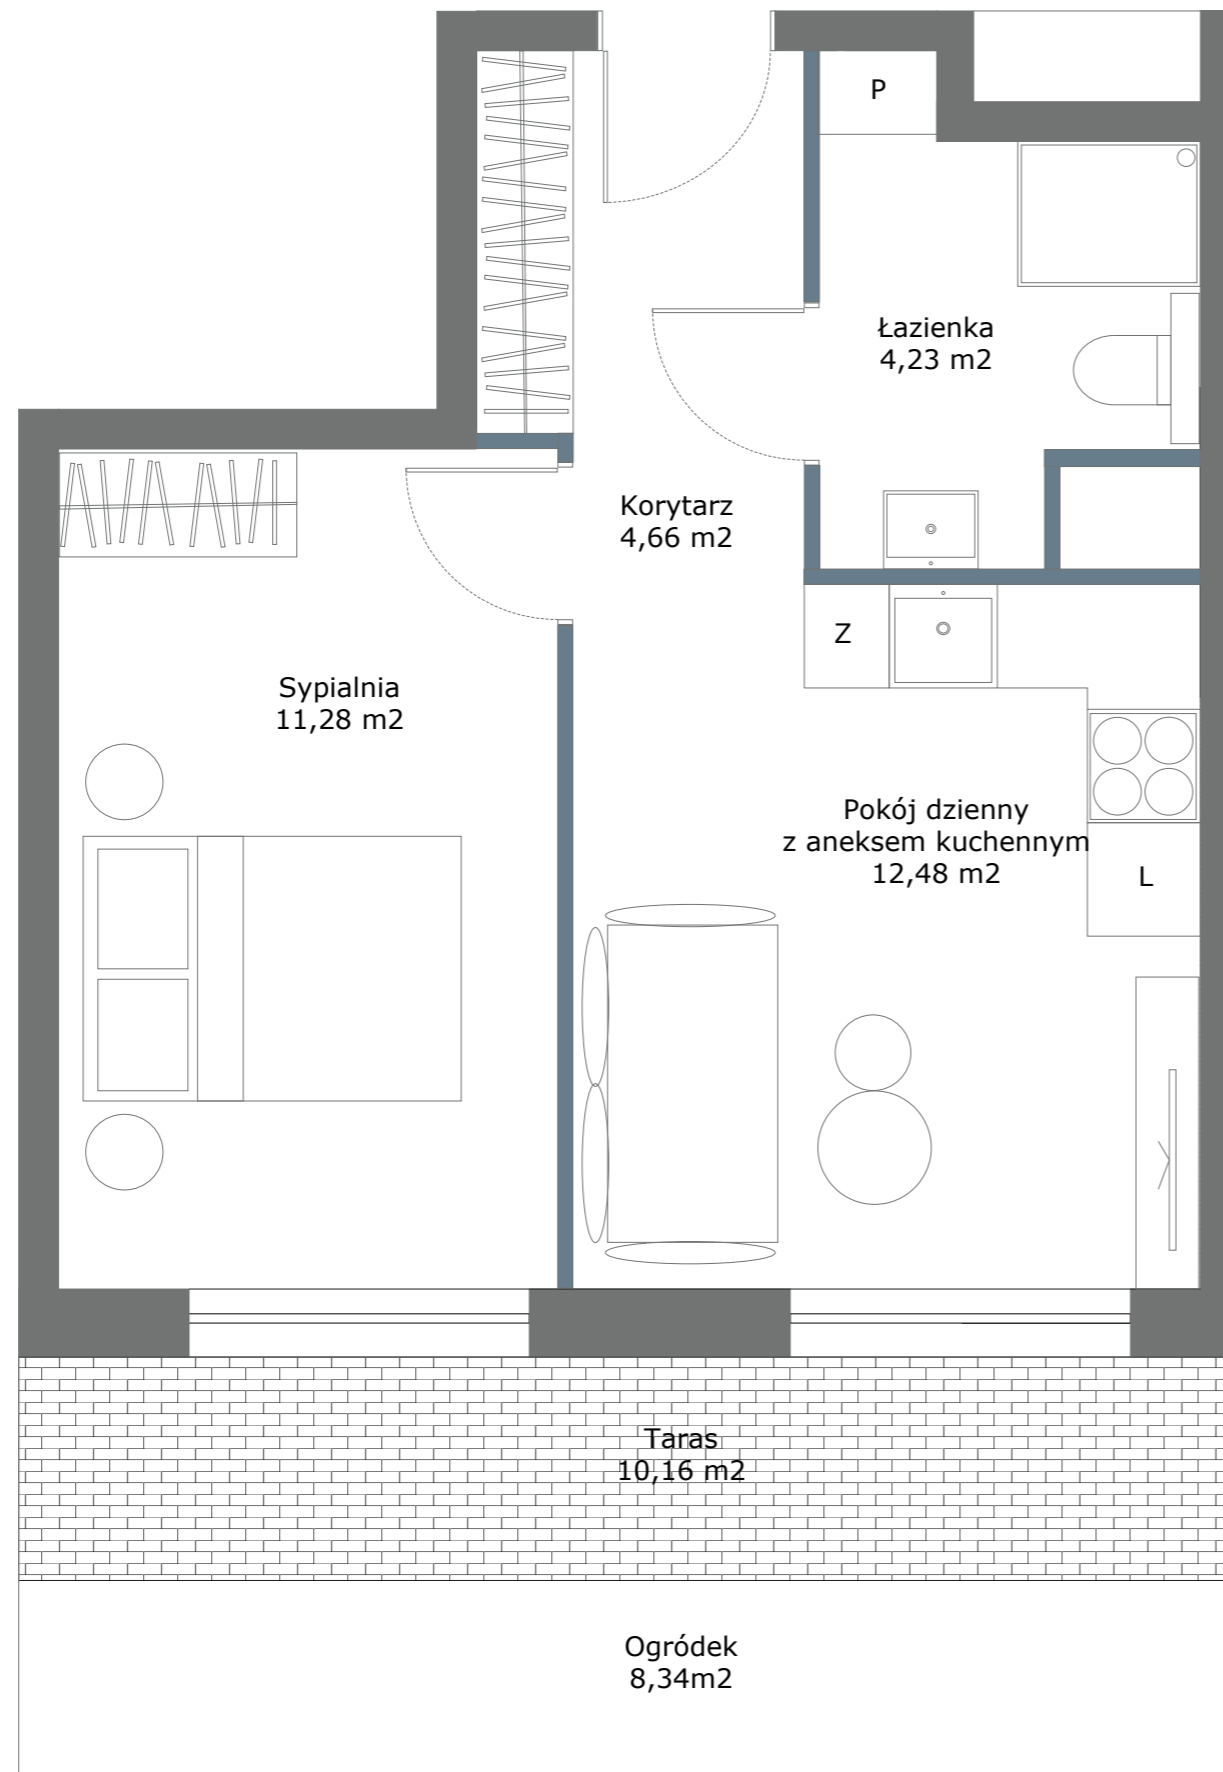 P
Łazienka
4,23 m2
Korytarz
4,66 m2
Z
Sypialnia
11,28 m2
Pokój dzienny
z aneksem kuchennym
12,48 m2
L
Taras
10,16 m2
Ogródek
8,34m2